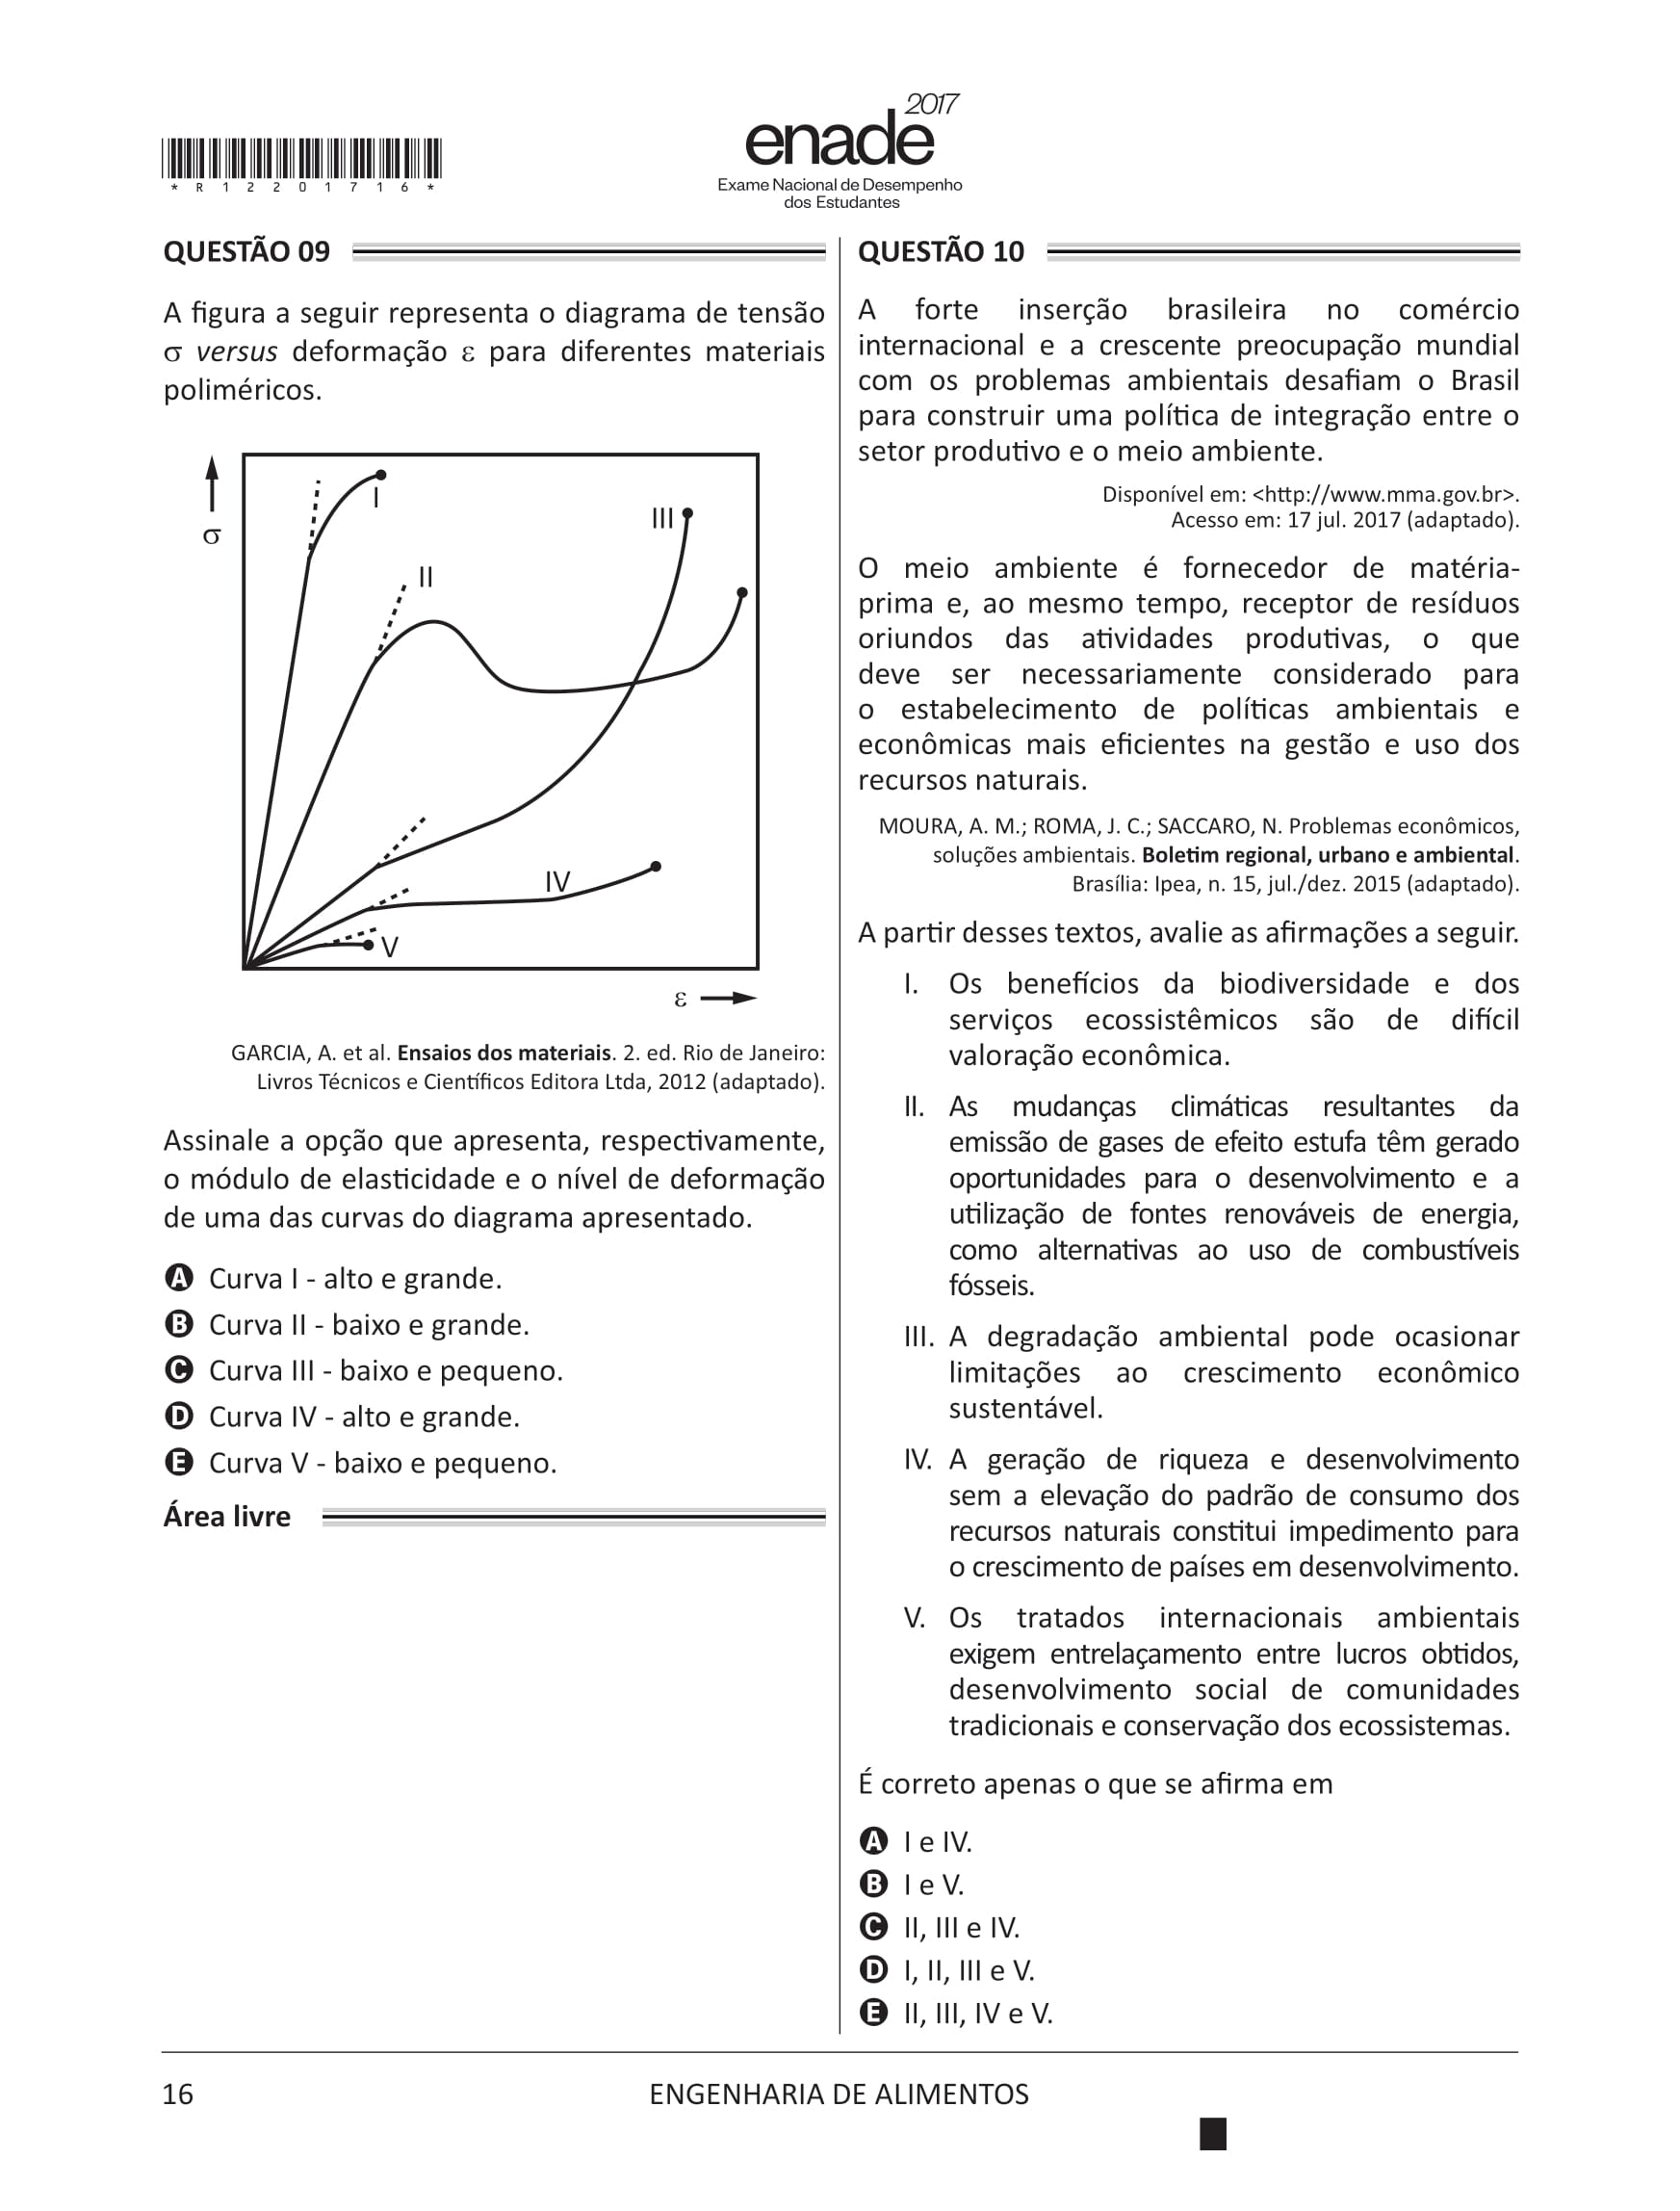 *R12201716*
enade 2017
Exame Nacional de Desempenho
dos Estudantes
QUESTÃO 09
A figura a seguir representa o diagrama de tensão
σ versus deformação ε para diferentes materiais
poliméricos.
σ
I
II
III
IV
V
ε
GARCIA, A. et al. Ensaios dos materiais. 2. ed. Rio de Janeiro:
Livros Técnicos e Científicos Editora Ltda, 2012 (adaptado).
Assinale a opção que apresenta, respectivamente,
o módulo de elasticidade e o nível de deformação
de uma das curvas do diagrama apresentado.
A Curva I - alto e grande.
B Curva II - baixo e grande.
C Curva III - baixo e pequeno.
D Curva IV - alto e grande.
E Curva V - baixo e pequeno.
Área livre
QUESTÃO 10
A forte inserção brasileira no comércio
internacional e a crescente preocupação mundial
com os problemas ambientais desafiam o Brasil
para construir uma política de integração entre o
setor produtivo e o meio ambiente.
Disponível em: <http://www.mma.gov.br>.
Acesso em: 17 jul. 2017 (adaptado).
O meio ambiente é fornecedor de matéria-
prima e, ao mesmo tempo, receptor de resíduos
oriundos das atividades produtivas, o que
deve ser necessariamente considerado para
o estabelecimento de políticas ambientais e
econômicas mais eficientes na gestão e uso dos
recursos naturais.
MOURA, A. M.; ROMA, J. C.; SACCARO, N. Problemas econômicos,
soluções ambientais. Boletim regional, urbano e ambiental.
Brasília: Ipea, n. 15, jul./dez. 2015 (adaptado).
A partir desses textos, avalie as afirmações a seguir.
I. Os benefícios da biodiversidade e dos
serviços ecossistêmicos são de difícil
valoração econômica.
II. As mudanças climáticas resultantes da
emissão de gases de efeito estufa têm gerado
oportunidades para o desenvolvimento e a
utilização de fontes renováveis de energia,
como alternativas ao uso de combustíveis
fósseis.
III. A degradação ambiental pode ocasionar
limitações ao crescimento econômico
sustentável.
IV. A geração de riqueza e desenvolvimento
sem a elevação do padrão de consumo dos
recursos naturais constitui impedimento para
o crescimento de países em desenvolvimento.
V. Os tratados internacionais ambientais
exigem entrelaçamento entre lucros obtidos,
desenvolvimento social de comunidades
tradicionais e conservação dos ecossistemas.
É correto apenas o que se afirma em
A I e IV.
B I e V.
C II, III e IV.
D I, II, III e V.
E II, III, IV e V.
16
ENGENHARIA DE ALIMENTOS